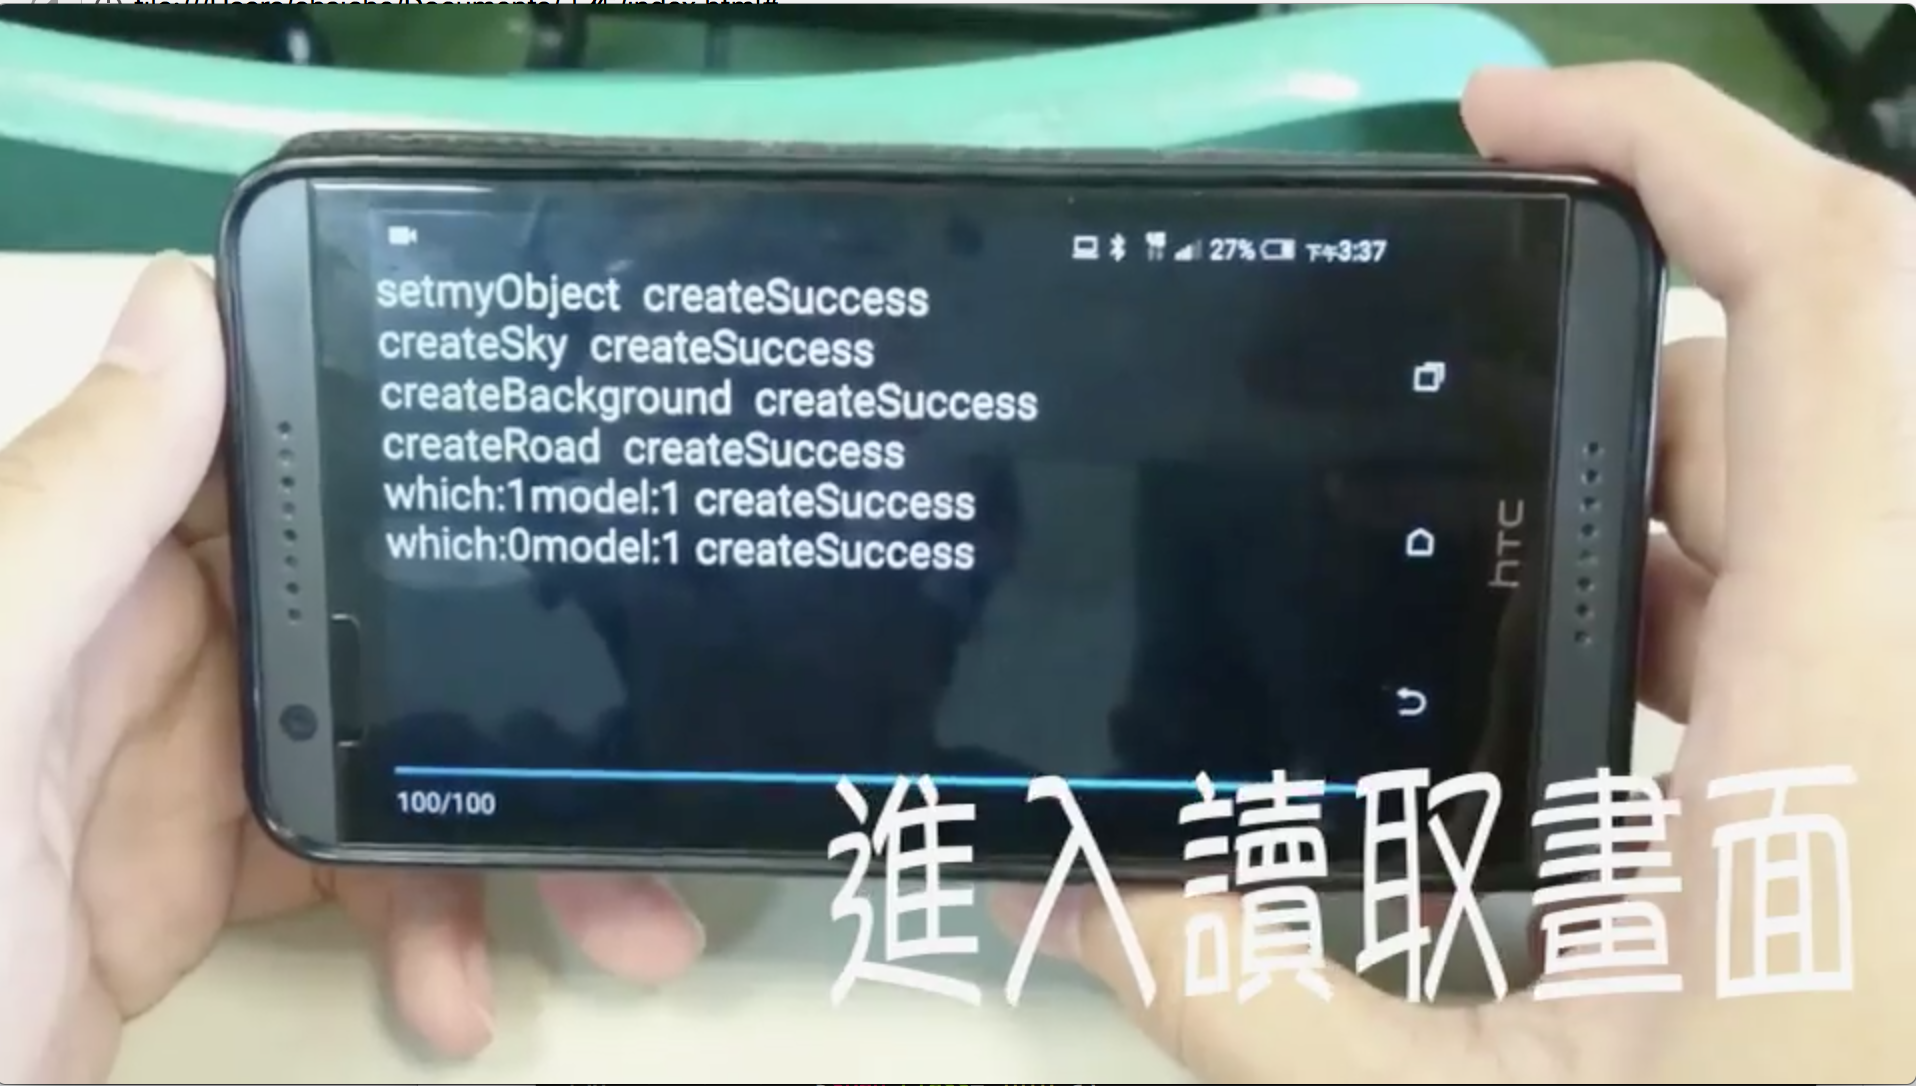 27% 下午3:37
setmyObject createSuccess
createSky createSuccess
createBackground createSuccess
createRoad createSuccess
which:1model:1 createSuccess
which:0model:1 createSuccess
100/100
hTC
進入讀取畫面